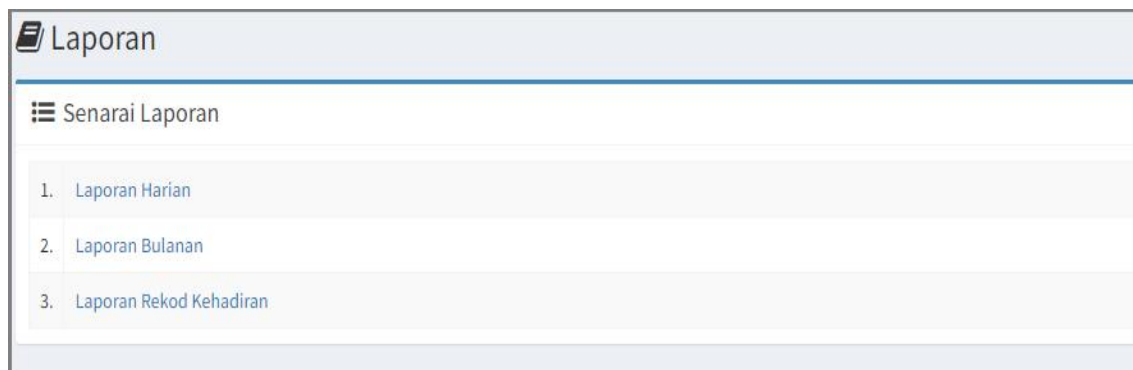 Laporan
Senarai Laporan
1. Laporan Harian
2. Laporan Bulanan
3. Laporan Rekod Kehadiran